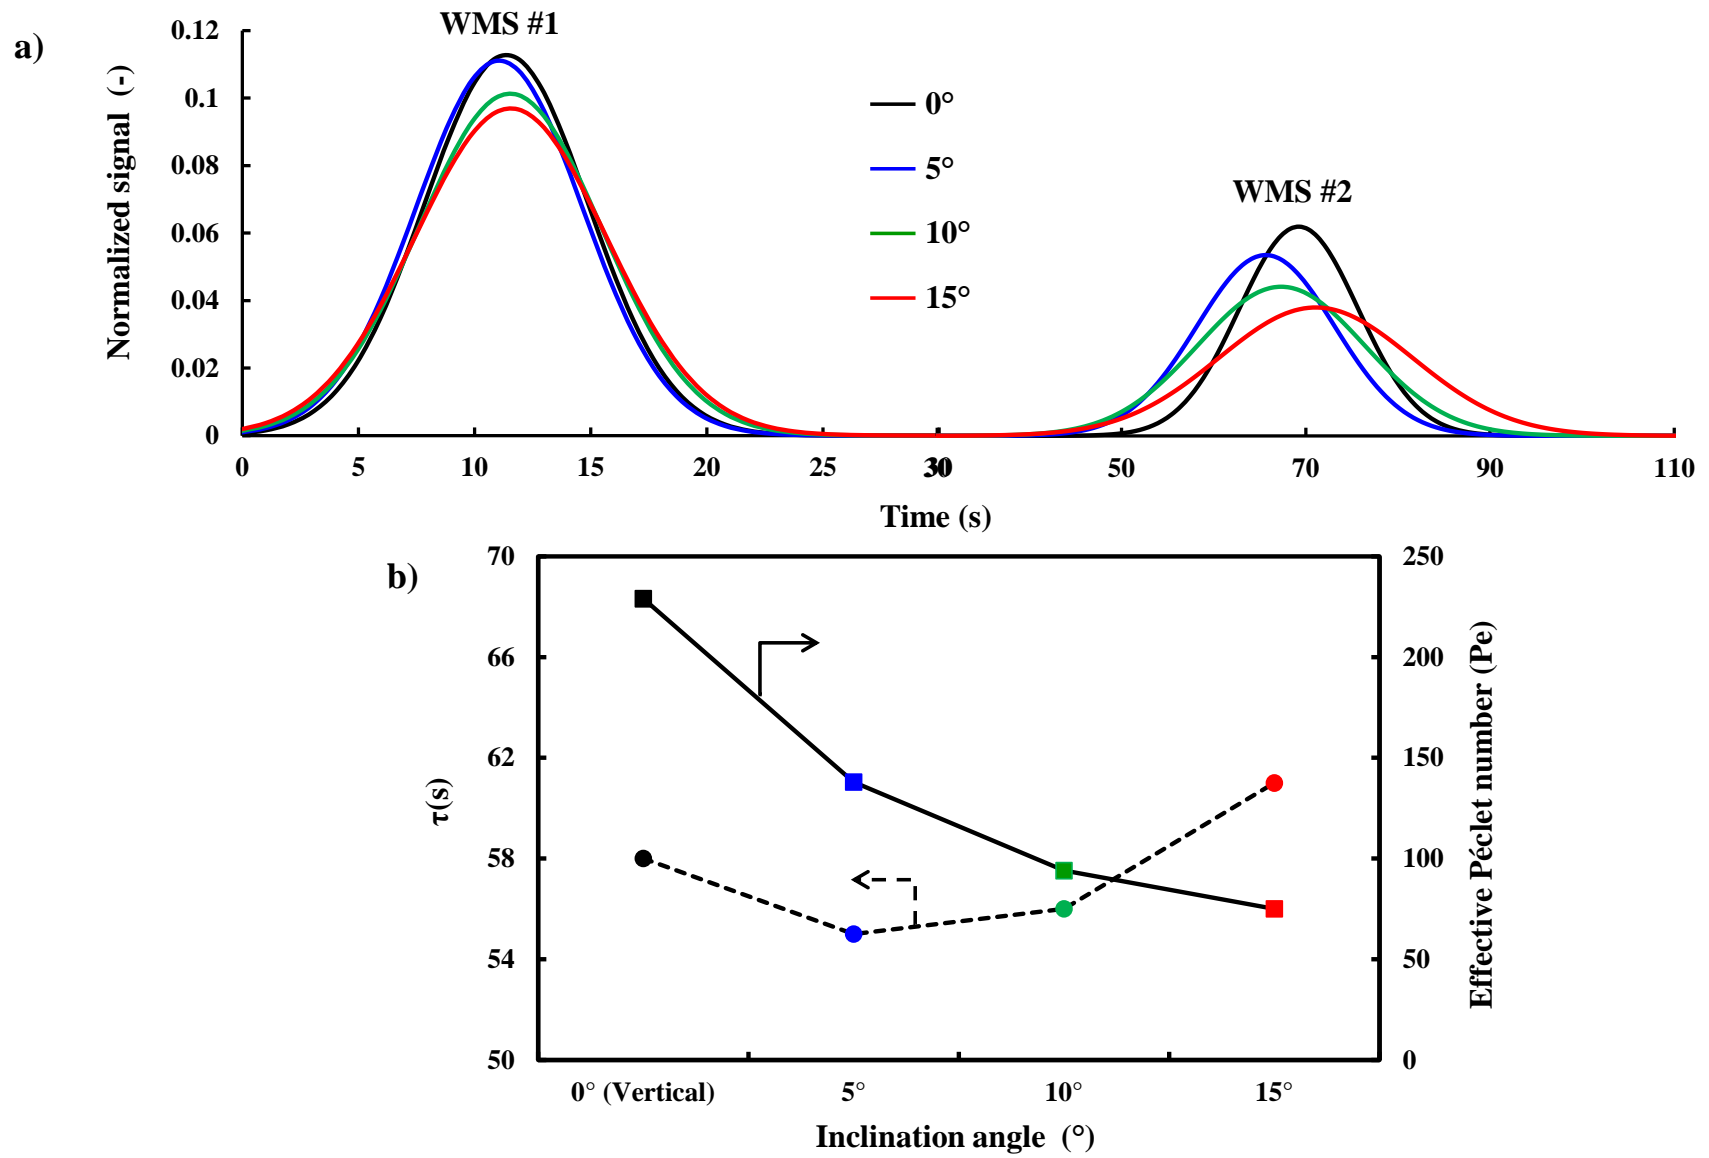 a)
WMS #1
0.12
0.1
0.08
0.06
0.04
0.02
0
Normalized signal (-)
0°
5°
10°
15°
WMS #2
0 5 10 15 20 25 30 30 50 70 90 110
Time (s)
b)
70
66
62
58
54
50
τ(s)
250
200
150
100
50
0
Effective Péclet number (Pe)
0° (Vertical) 5° 10° 15°
Inclination angle (°)